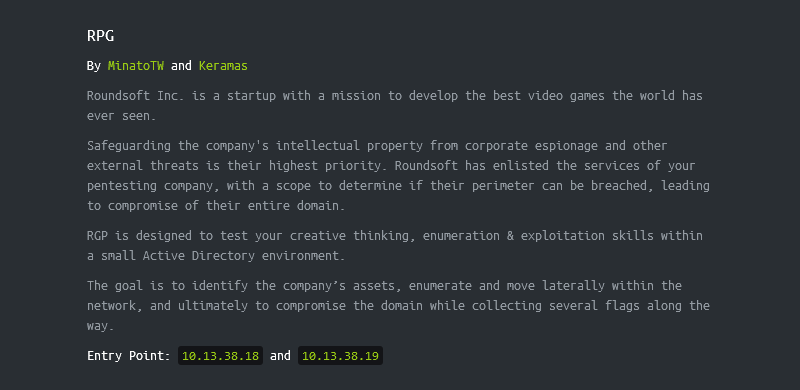 RPG
By MinatoTW and Keramas
Roundsoft Inc. is a startup with a mission to develop the best video games the world has
ever seen.
Safeguarding the company's intellectual property from corporate espionage and other
external threats is their highest priority. Roundsoft has enlisted the services of your
pentesting company, with a scope to determine if their perimeter can be breached, leading
to compromise of their entire domain.
RGP is designed to test your creative thinking, enumeration & exploitation skills within
a small Active Directory environment.
The goal is to identify the company’s assets, enumerate and move laterally within the
network, and ultimately to compromise the domain while collecting several flags along the
way.
Entry Point: 10.13.38.18 and 10.13.38.19